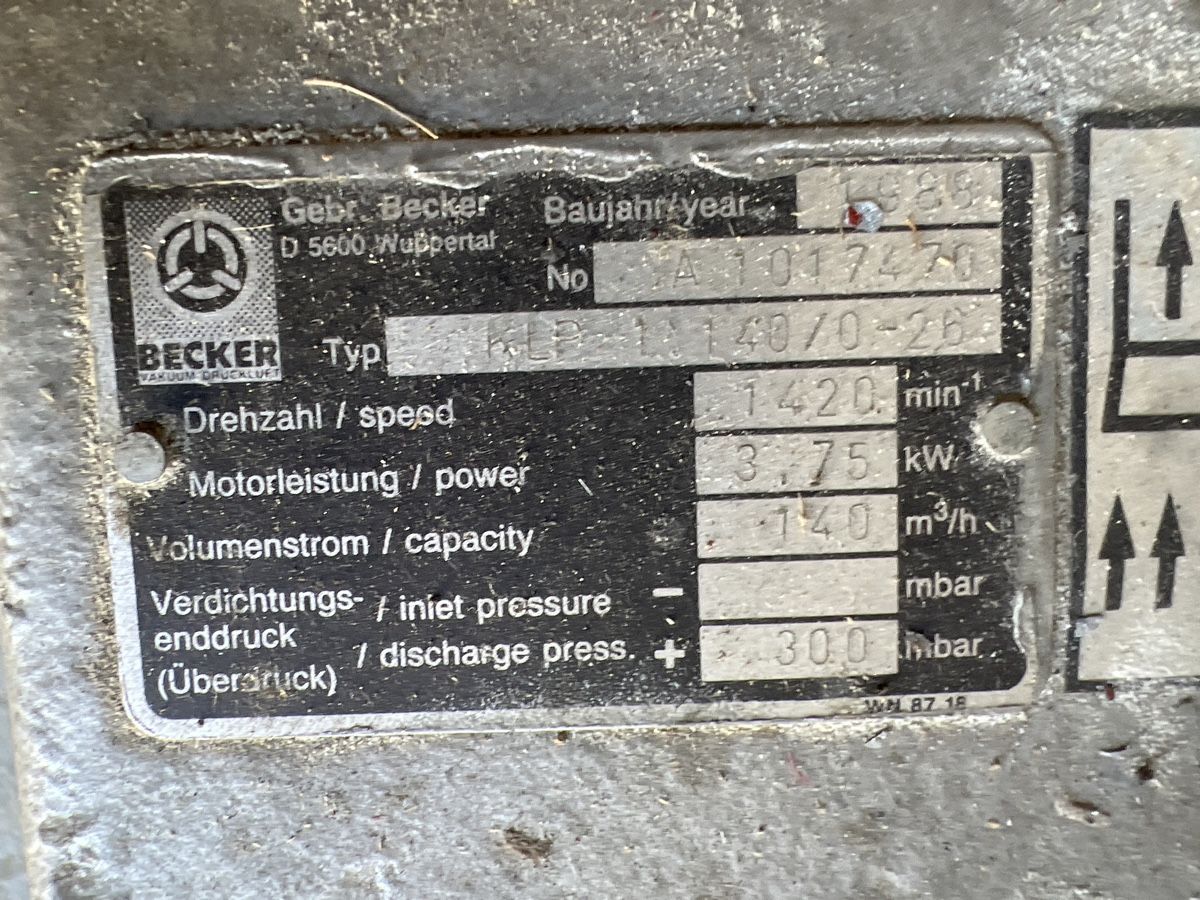 Gebr. Becker
D 5600 Wuppertal
BECKER
VAKUUM DRUCKLUFT
Baujahr/year 1988
No A 1017470
Typ KLP 1.140/0-26
Drehzahl / speed 1420 min⁻¹
Motorleistung / power 3.75 kW
Volumenstrom / capacity 140 m³/h
Verdichtungs- / inlet pressure − mbar
enddruck / discharge press. + 300 mbar
(Überdruck)
WN 87 18